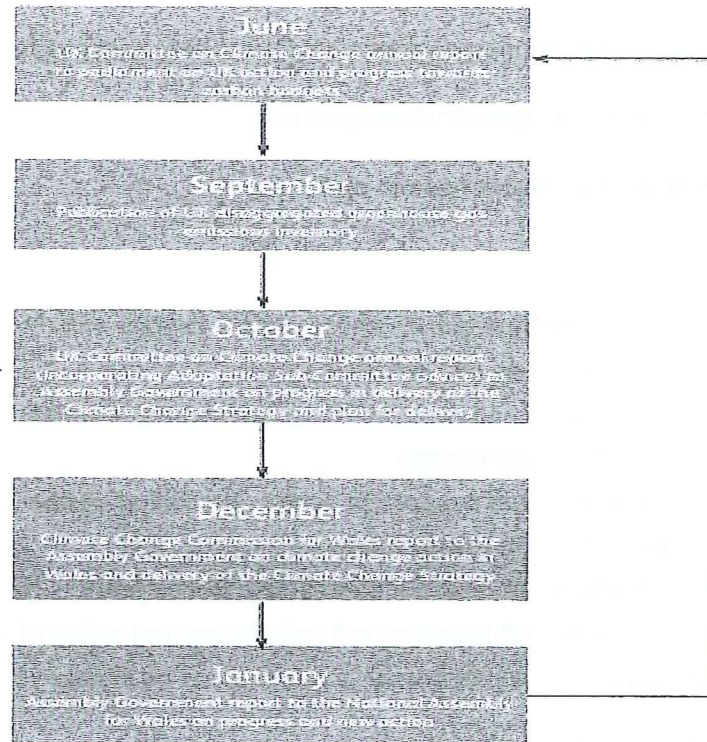 June
UK Committee on Climate Change annual report
to parliament on UK action and progress towards
carbon budgets
September
Publication of UK disaggregated greenhouse gas
emission inventory
October
UK Committee on Climate Change annual report
(incorporating Adaptation Sub-Committee advice) to
Assembly Government on progress in delivery of the
Climate Change Strategy and plan for delivery
December
Climate Change Commission for Wales report to the
Assembly Government on climate change action in
Wales and delivery of the Climate Change Strategy
January
Assembly Government report to the National Assembly
for Wales on progress and new action